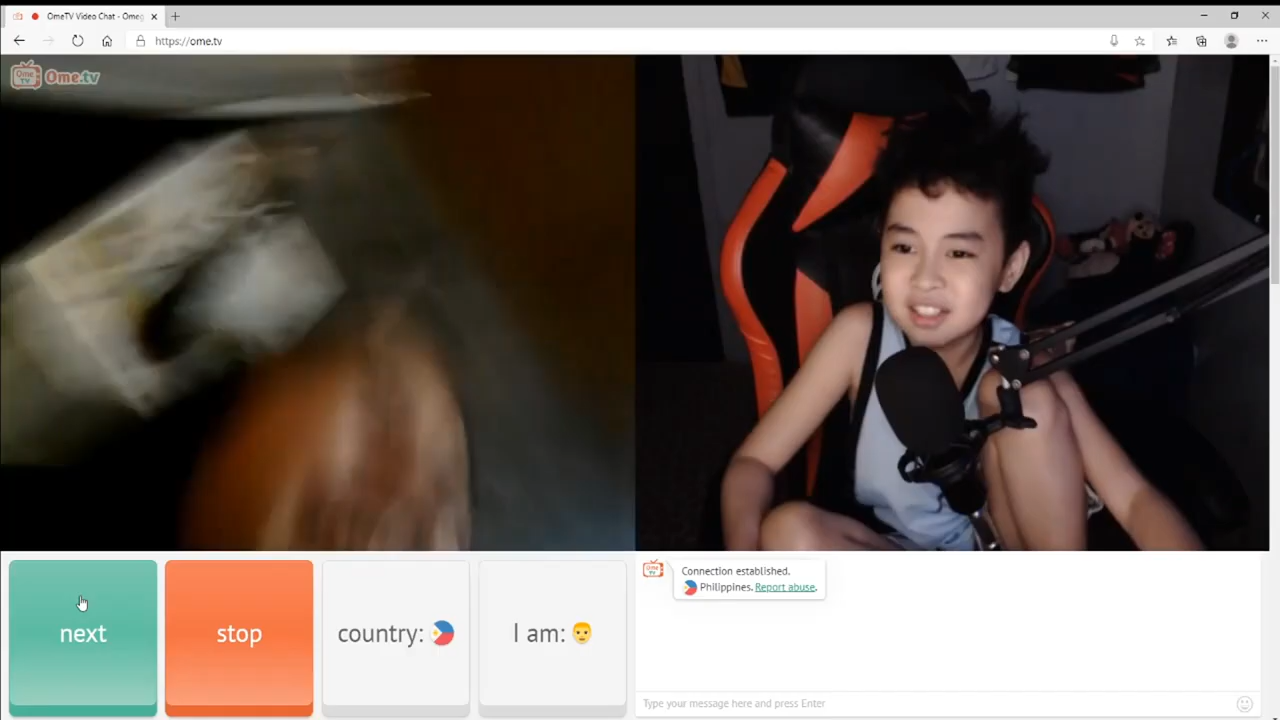 OmeTV Video Chat - Omeg
https://ome.tv
Ome.tv
Connection established.
Philippines. Report abuse.
next
stop
country:
I am:
Type your message here and press Enter